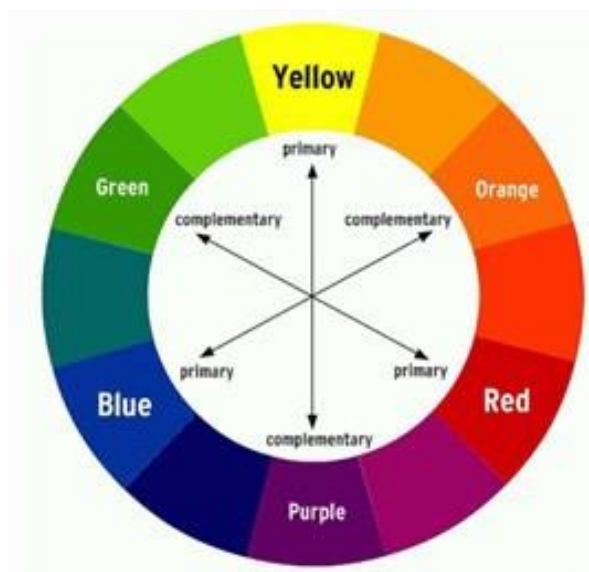 Yellow
primary
Green
Orange
complementary
complementary
primary
primary
Blue
Red
complementary
Purple